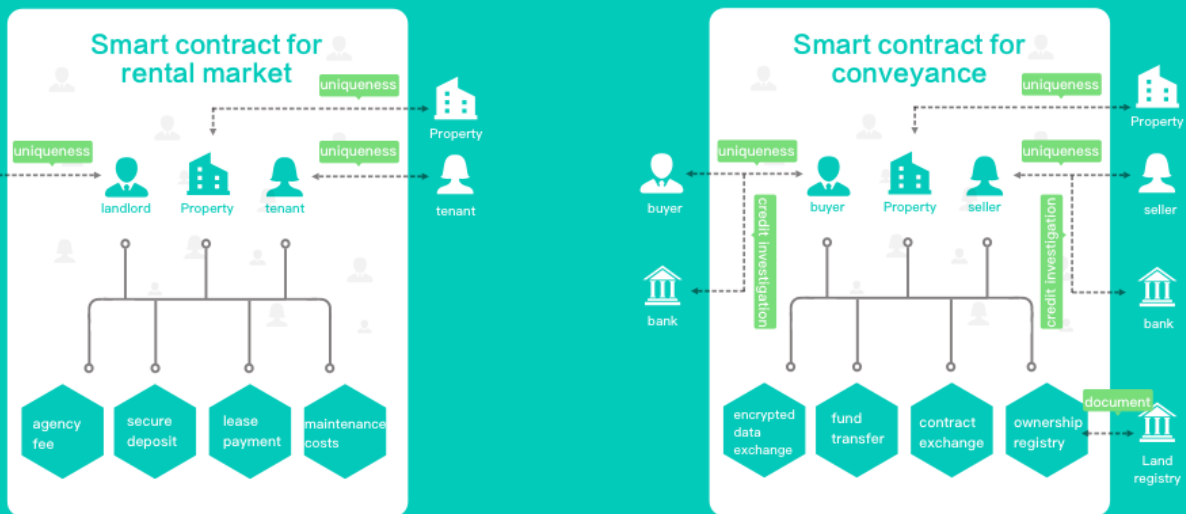 Smart contract for
rental market
uniqueness
Property
uniqueness
uniqueness
landlord
Property
tenant
tenant
agency
fee
secure
deposit
lease
payment
maintenance
costs
Smart contract for
conveyance
uniqueness
Property
uniqueness
uniqueness
buyer
buyer
Property
seller
seller
credit investigation
credit investigation
bank
bank
encrypted
data
exchange
fund
transfer
contract
exchange
ownership
registry
document
Land
registry